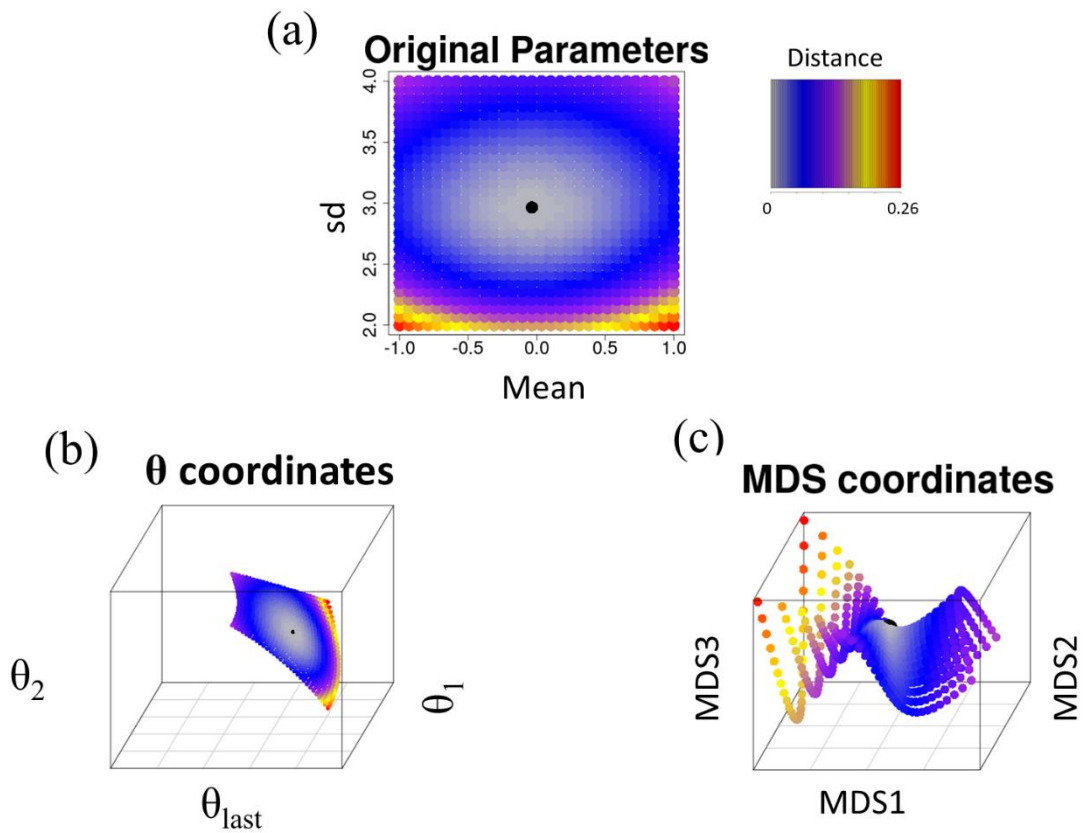 (a)
Original Parameters
Distance
0
0.26
4.0
3.5
3.0
2.5
2.0
sd
-1.0 -0.5 0.0 0.5 1.0
Mean
(b)
θ coordinates
θ2
θ1
θlast
(c)
MDS coordinates
MDS3
MDS2
MDS1